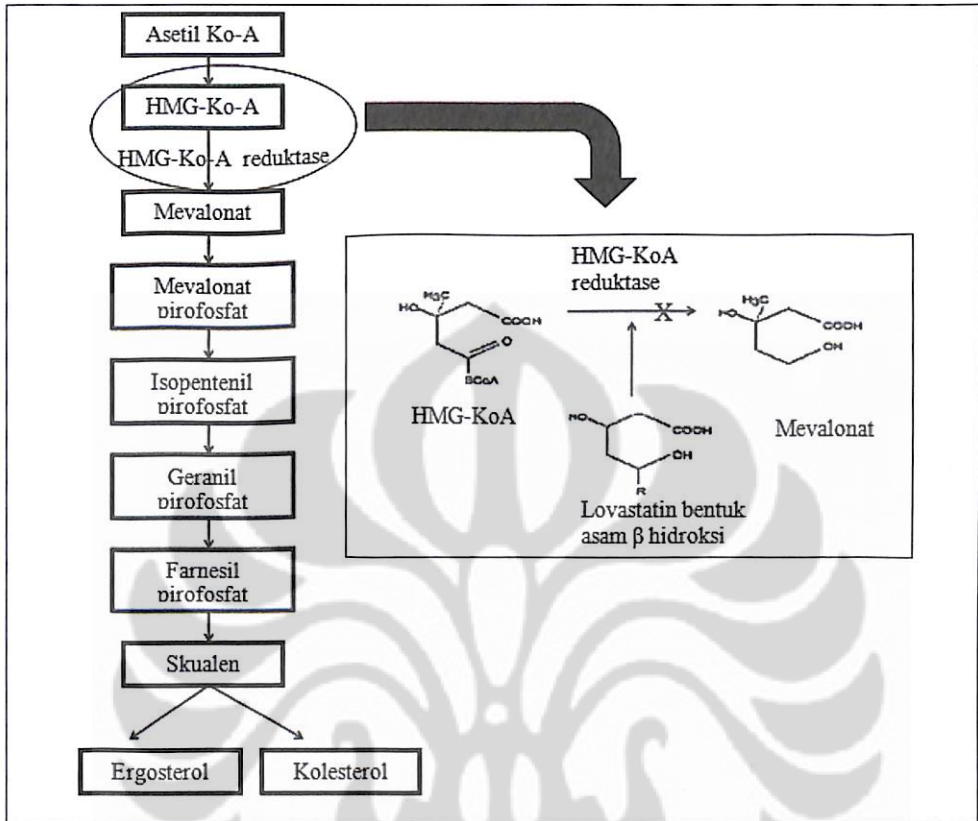 Asetil Ko-A
HMG-Ko-A
HMG-Ko-A reduktase
Mevalonat
Mevalonat
pirofosfat
Isopentenil
pirofosfat
Geranil
pirofosfat
Farnesil
pirofosfat
Skualen
Ergosterol
Kolesterol
HMG-KoA
reduktase
X
H₃C
HO
COOH
O
SCoA
HMG-KoA
HO
COOH
OH
R
Lovastatin bentuk
asam β hidroksi
H₃C
HO
COOH
OH
Mevalonat